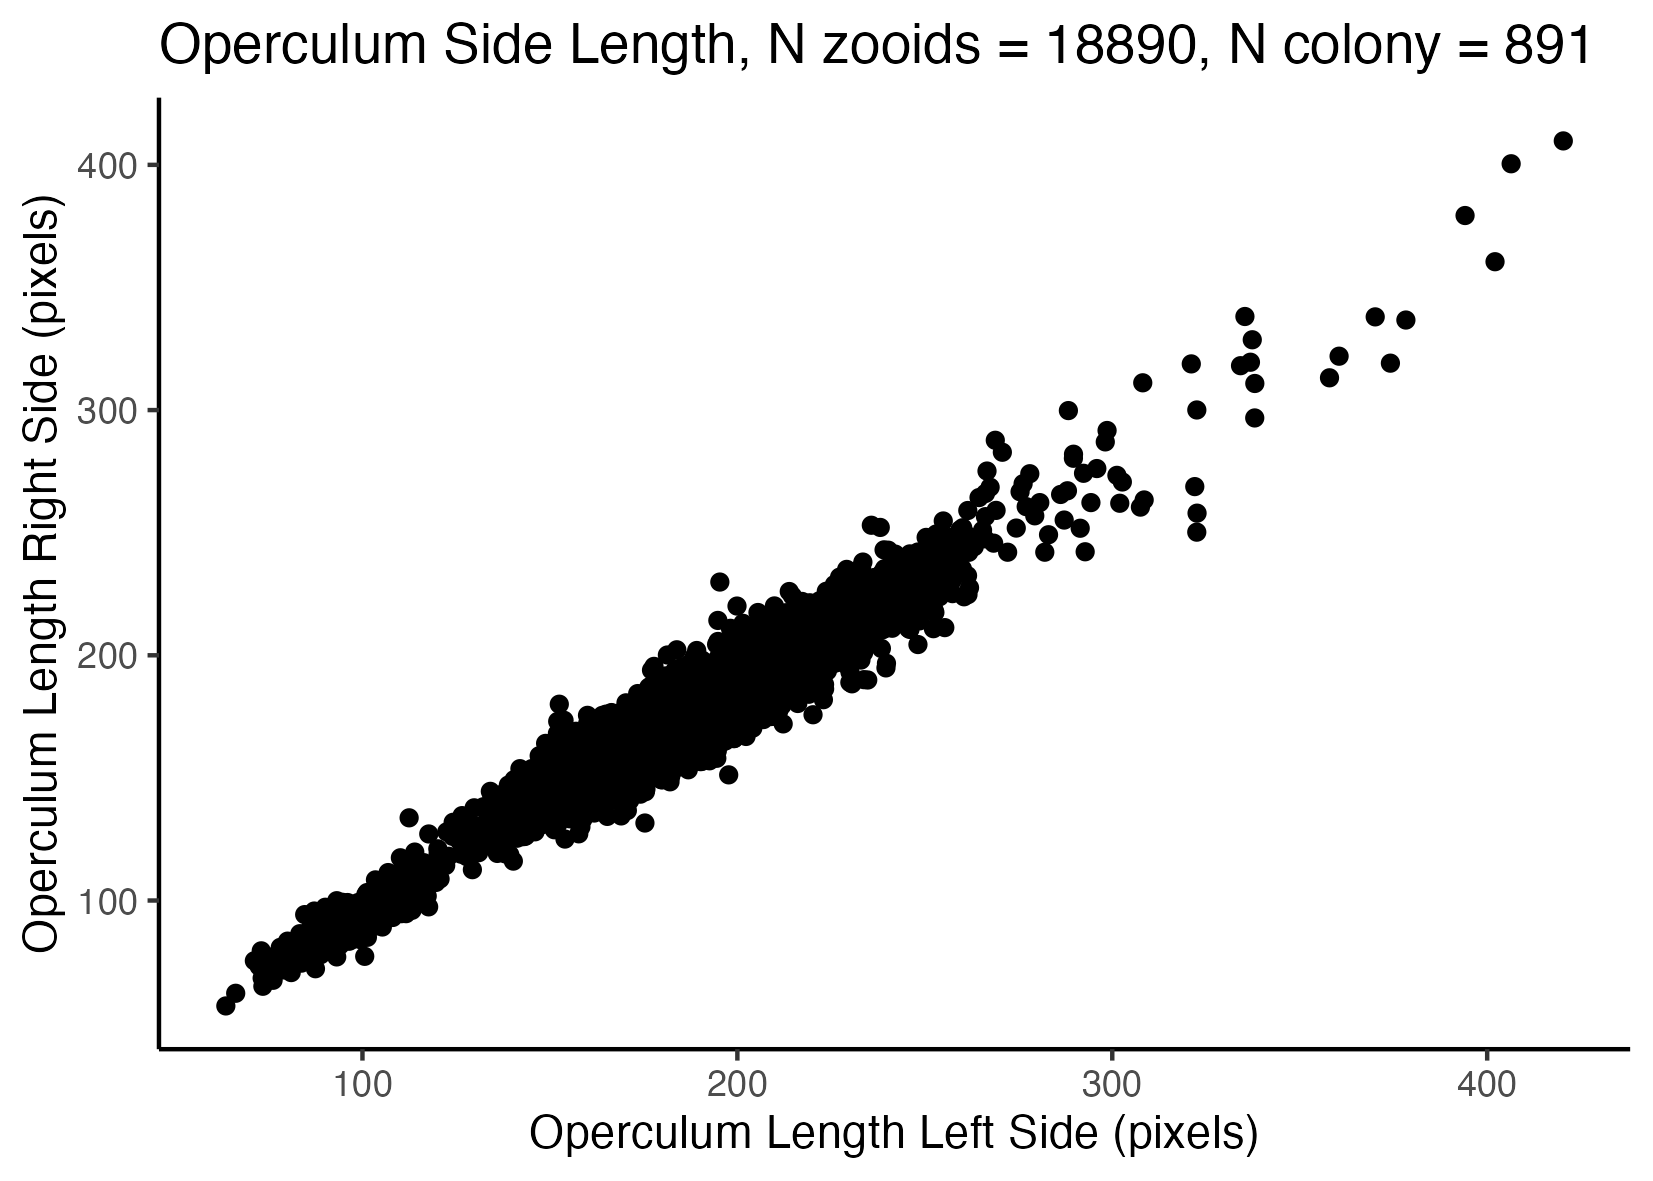 Operculum Side Length, N zooids = 18890, N colony = 891
400
300
200
100
Operculum Length Right Side (pixels)
100 200 300 400
Operculum Length Left Side (pixels)